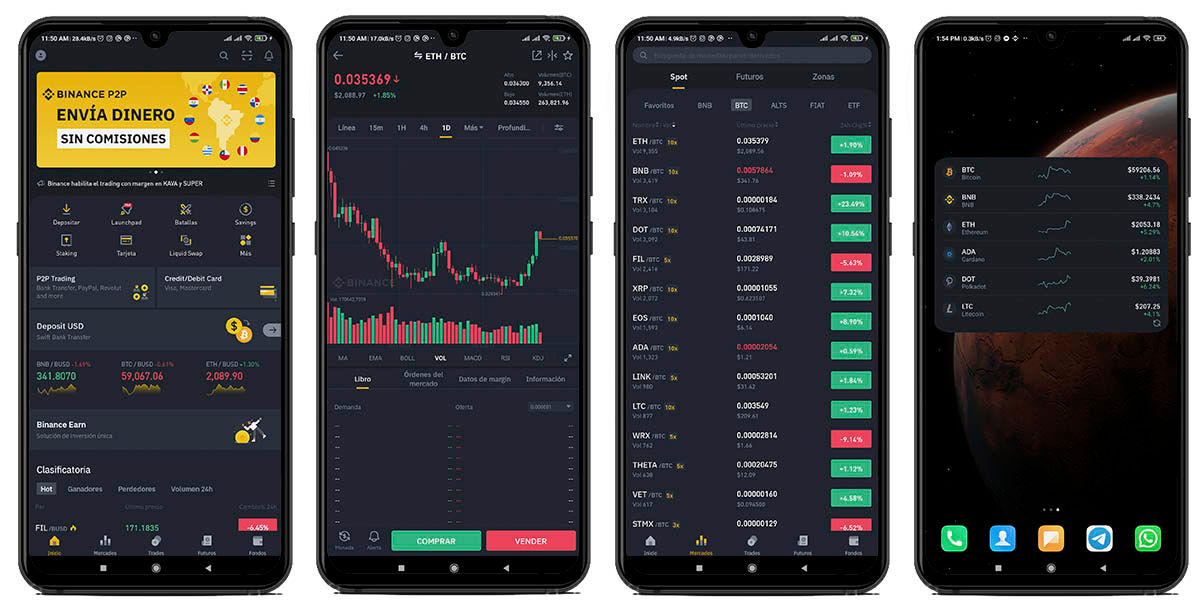 11:50 AM | 28.4kB/s
BINANCE P2P
ENVÍA DINERO
SIN COMISIONES
Binance habilita el trading con margen en KAVA y SUPER
Depositar
Launchpad
Batallas
Savings
Staking
Tarjeta
Liquid Swap
Más
P2P Trading
Bank Transfer, PayPal, Revolut
and more
Credit/Debit Card
Visa, Mastercard
Deposit USD
Swift Bank Transfer
BNB / BUSD -1.69%
341.8070
BTC / BUSD -0.61%
59,067.06
ETH / BUSD +1.30%
2,089.90
Binance Earn
Solución de inversión única
Clasificatoria
Hot Ganadores Perdedores Volumen 24h
Par Último precio Cambio% 24h
FIL /BUSD 171.1835 -6.45%
Inicio Mercados Trades Futuros Fondos
11:50 AM | 17.0kB/s
ETH / BTC
0.035369↓
$2,088.97 +1.85%
Alto
0.036300
Volumen(BTC)
9,356.14
Bajo
0.034550
Volumen(ETH)
263,821.96
Línea 15m 1H 4h 1D Más Profundi...
0.045239
BINANCE
Vol: 170642.7039
MA EMA BOLL VOL MACD RSI KDJ
Libro
Órdenes del
mercado
Datos de margin
Información
Demanda Oferta 0.000001
Alerta
COMPRAR
VENDER
11:50 AM | 4.9kB/s
Spot Futuros Zonas
Favoritos BNB BTC ALTS FIAT ETF
Nombre / Vol Último precio 24h Chg%
ETH /BTC 10x 0.035379 +1.90%
Vol 9,355 $2,089.56
BNB /BTC 10x 0.0057864 -1.09%
Vol 3,419 $341.76
TRX /BTC 10x 0.00000184 +23.49%
Vol 3,104 $0.108675
DOT /BTC 10x 0.00074171 +10.56%
Vol 3,092 $43.81
FIL /BTC 5x 0.0028989 -5.63%
Vol 2,416 $171.22
XRP /BTC 10x 0.00001055 +7.32%
Vol 2,072 $0.623107
EOS /BTC 10x 0.0001040 +8.90%
Vol 1,593 $6.14
ADA /BTC 10x 0.00002054 +0.59%
Vol 1,323 $1.21
LINK /BTC 5x 0.00053201 +1.84%
Vol 980 $31.42
LTC /BTC 10x 0.003549 +1.23%
Vol 877 $209.61
WRX /BTC 5x 0.00002814 -9.14%
Vol 762 $1.66
THETA /BTC 5x 0.00020475 +1.12%
Vol 638 $12.09
VET /BTC 5x 0.00000160 +4.58%
Vol 617 $0.094500
STMX /BTC 3x 0.00000129 -6.52%
Inicio Mercados Trades Futuros Fondos
1:54 PM | 0.3kB/s
BTC $59206.56
Bitcoin +1.14%
BNB $338.2434
BNB +4.7%
ETH $2053.18
Ethereum +5.29%
ADA $1.20883
Cardano +2.01%
DOT $39.3981
Polkadot +6.24%
LTC $207.25
Litecoin +4.1%